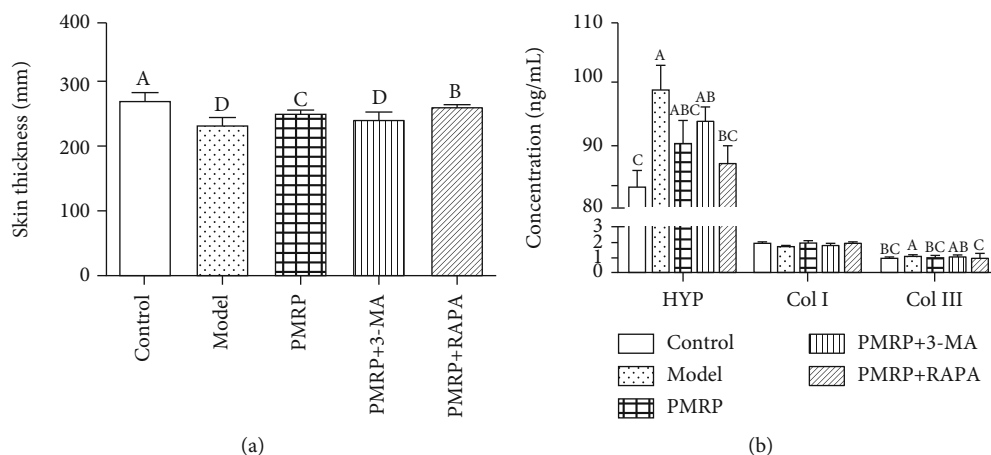 Skin thickness (mm)
400
300
200
100
0
A
D
C
D
B
Control
Model
PMRP
PMRP+3-MA
PMRP+RAPA
(a)
Concentration (ng/mL)
110
100
90
80
3
2
1
0
C
A
ABC
AB
BC
BC
A
BC
AB
C
HYP
Col I
Col III
Control
Model
PMRP
PMRP+3-MA
PMRP+RAPA
(b)